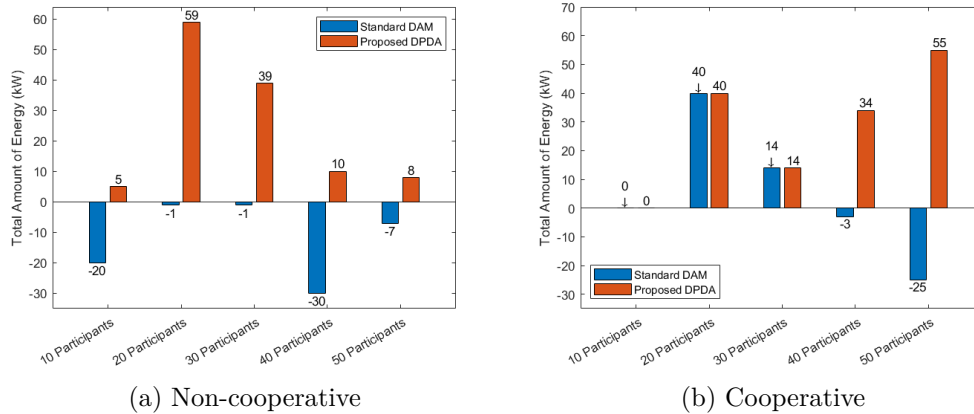 60
50
40
30
20
10
0
-10
-20
-30
Total Amount of Energy (kW)
Standard DAM
Proposed DPDA
-20
5
-1
59
-1
39
-30
10
-7
8
10 Participants
20 Participants
30 Participants
40 Participants
50 Participants
(a) Non-cooperative
70
60
50
40
30
20
10
0
-10
-20
-30
Total Amount of Energy (kW)
0
↓
0
40
↓
40
14
↓
14
-3
34
-25
55
Standard DAM
Proposed DPDA
10 Participants
20 Participants
30 Participants
40 Participants
50 Participants
(b) Cooperative